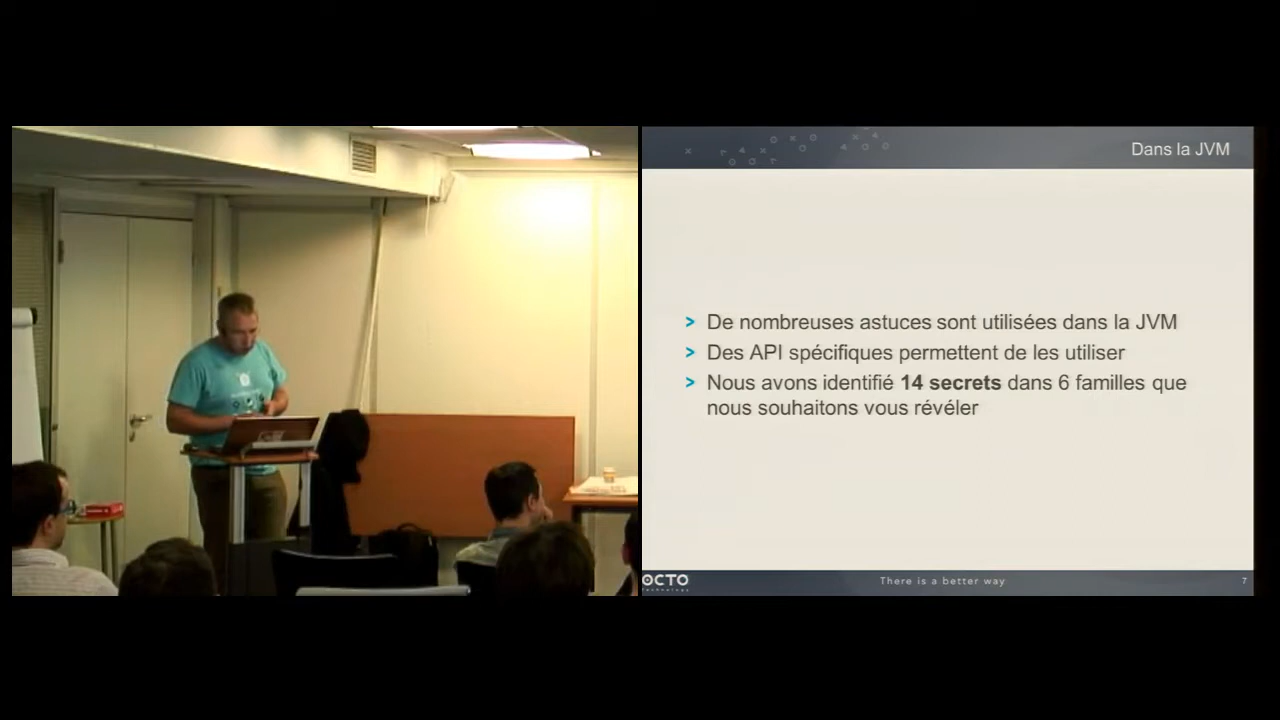 Dans la JVM
> De nombreuses astuces sont utilisées dans la JVM
> Des API spécifiques permettent de les utiliser
> Nous avons identifié 14 secrets dans 6 familles que
nous souhaitons vous révéler
OCTO
Technology
There is a better way
7